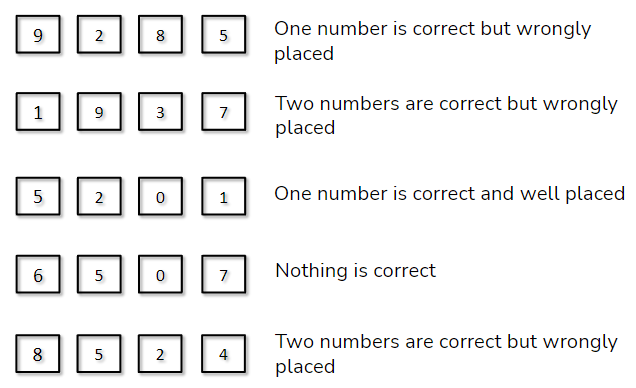 9 2 8 5 One number is correct but wrongly
placed
1 9 3 7 Two numbers are correct but wrongly
placed
5 2 0 1 One number is correct and well placed
6 5 0 7 Nothing is correct
8 5 2 4 Two numbers are correct but wrongly
placed